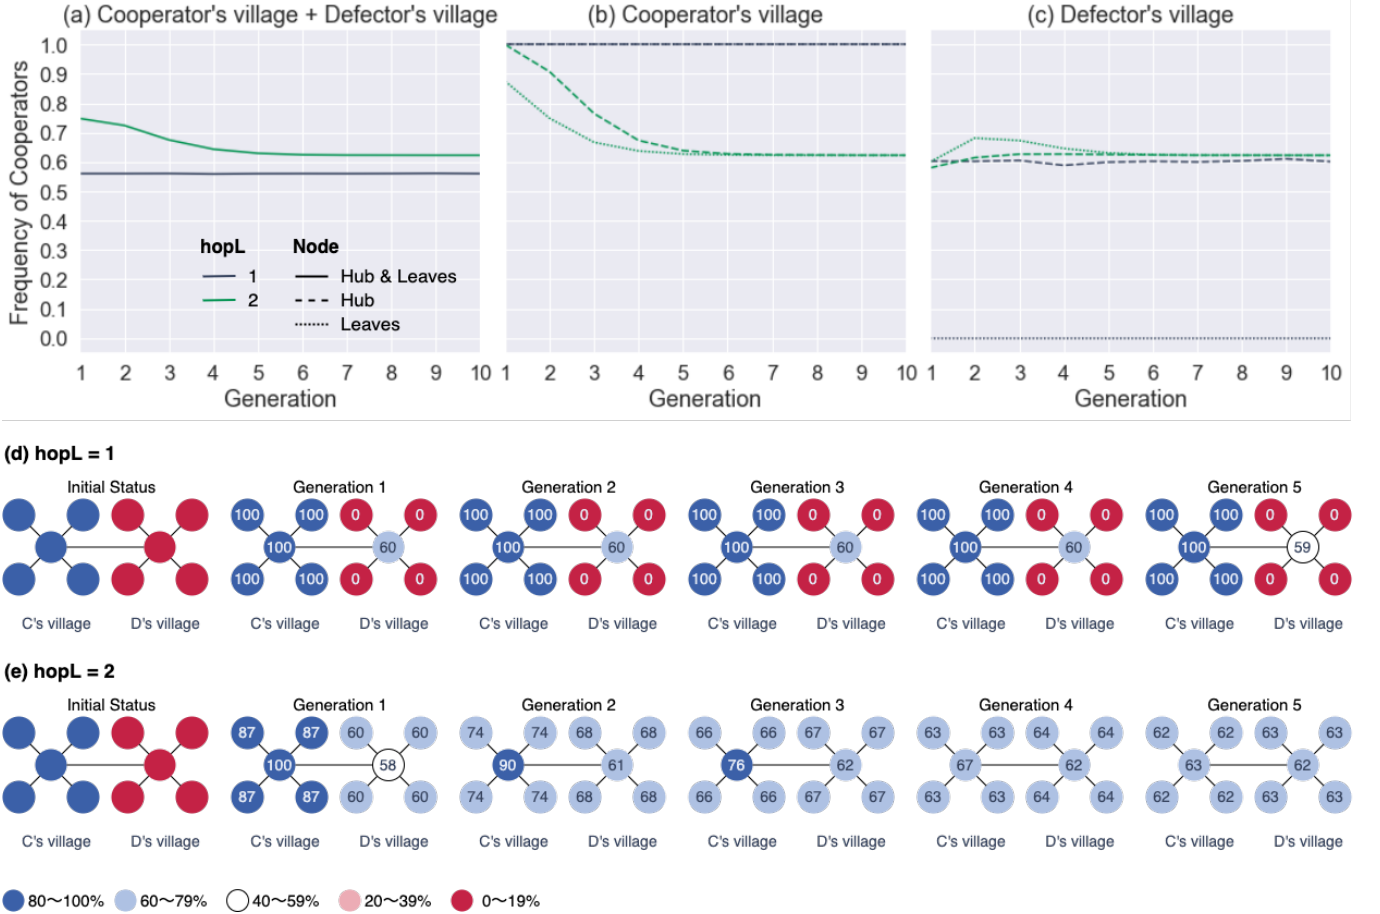 (a) Cooperator's village + Defector's village
(b) Cooperator's village
(c) Defector's village
Frequency of Cooperators
1.0
0.9
0.8
0.7
0.6
0.5
0.4
0.3
0.2
0.1
0.0
hopL Node
1 Hub & Leaves
2 Hub
Leaves
1 2 3 4 5 6 7 8 9 10
1 2 3 4 5 6 7 8 9 10
1 2 3 4 5 6 7 8 9 10
Generation
Generation
Generation
(d) hopL = 1
Initial Status Generation 1 Generation 2 Generation 3 Generation 4 Generation 5
100 100 0 0 100 100 0 0 100 100 0 0 100 100 0 0 100 100 0 0
100 60 100 60 100 60 100 60 100 59
100 100 0 0 100 100 0 0 100 100 0 0 100 100 0 0 100 100 0 0
C's village D's village C's village D's village C's village D's village C's village D's village C's village D's village C's village D's village
(e) hopL = 2
Initial Status Generation 1 Generation 2 Generation 3 Generation 4 Generation 5
87 87 60 60 74 74 68 68 66 66 67 67 63 63 64 64 62 62 63 63
100 58 90 61 76 62 67 62 63 62
87 87 60 60 74 74 68 68 66 66 67 67 63 63 64 64 62 62 63 63
C's village D's village C's village D's village C's village D's village C's village D's village C's village D's village C's village D's village
80〜100% 60〜79% 40〜59% 20〜39% 0〜19%